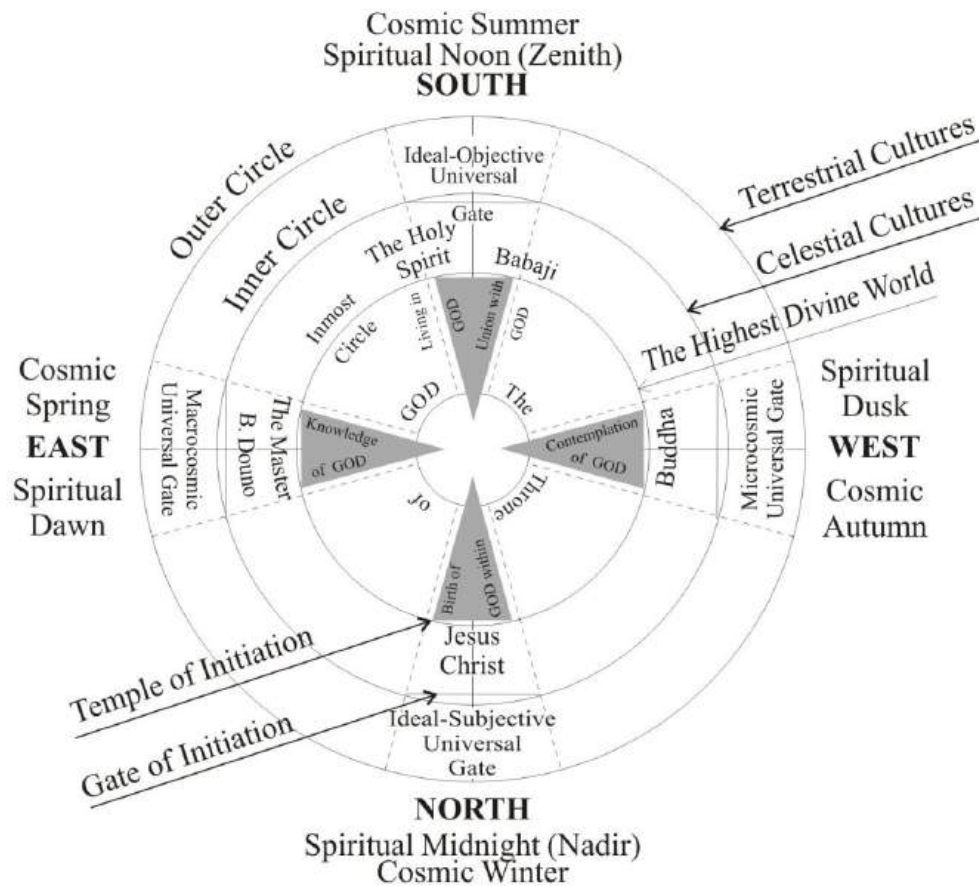 Cosmic Summer
Spiritual Noon (Zenith)
SOUTH
Outer Circle
Inner Circle
Inmost
Circle
Ideal-Objective
Universal
Gate
The Holy
Spirit
Babaji
Living in
GOD
Union with
GOD
Terrestrial Cultures
Celestial Cultures
The Highest Divine World
Cosmic
Spring
EAST
Spiritual
Dawn
Macrocosmic
Universal Gate
The Master
B. Douno
Knowledge
of GOD
The
Throne
of
GOD
Contemplation
of GOD
Buddha
Microcosmic
Universal Gate
Spiritual
Dusk
WEST
Cosmic
Autumn
Birth of
GOD within
Jesus
Christ
Temple of Initiation
Gate of Initiation
Ideal-Subjective
Universal
Gate
NORTH
Spiritual Midnight (Nadir)
Cosmic Winter